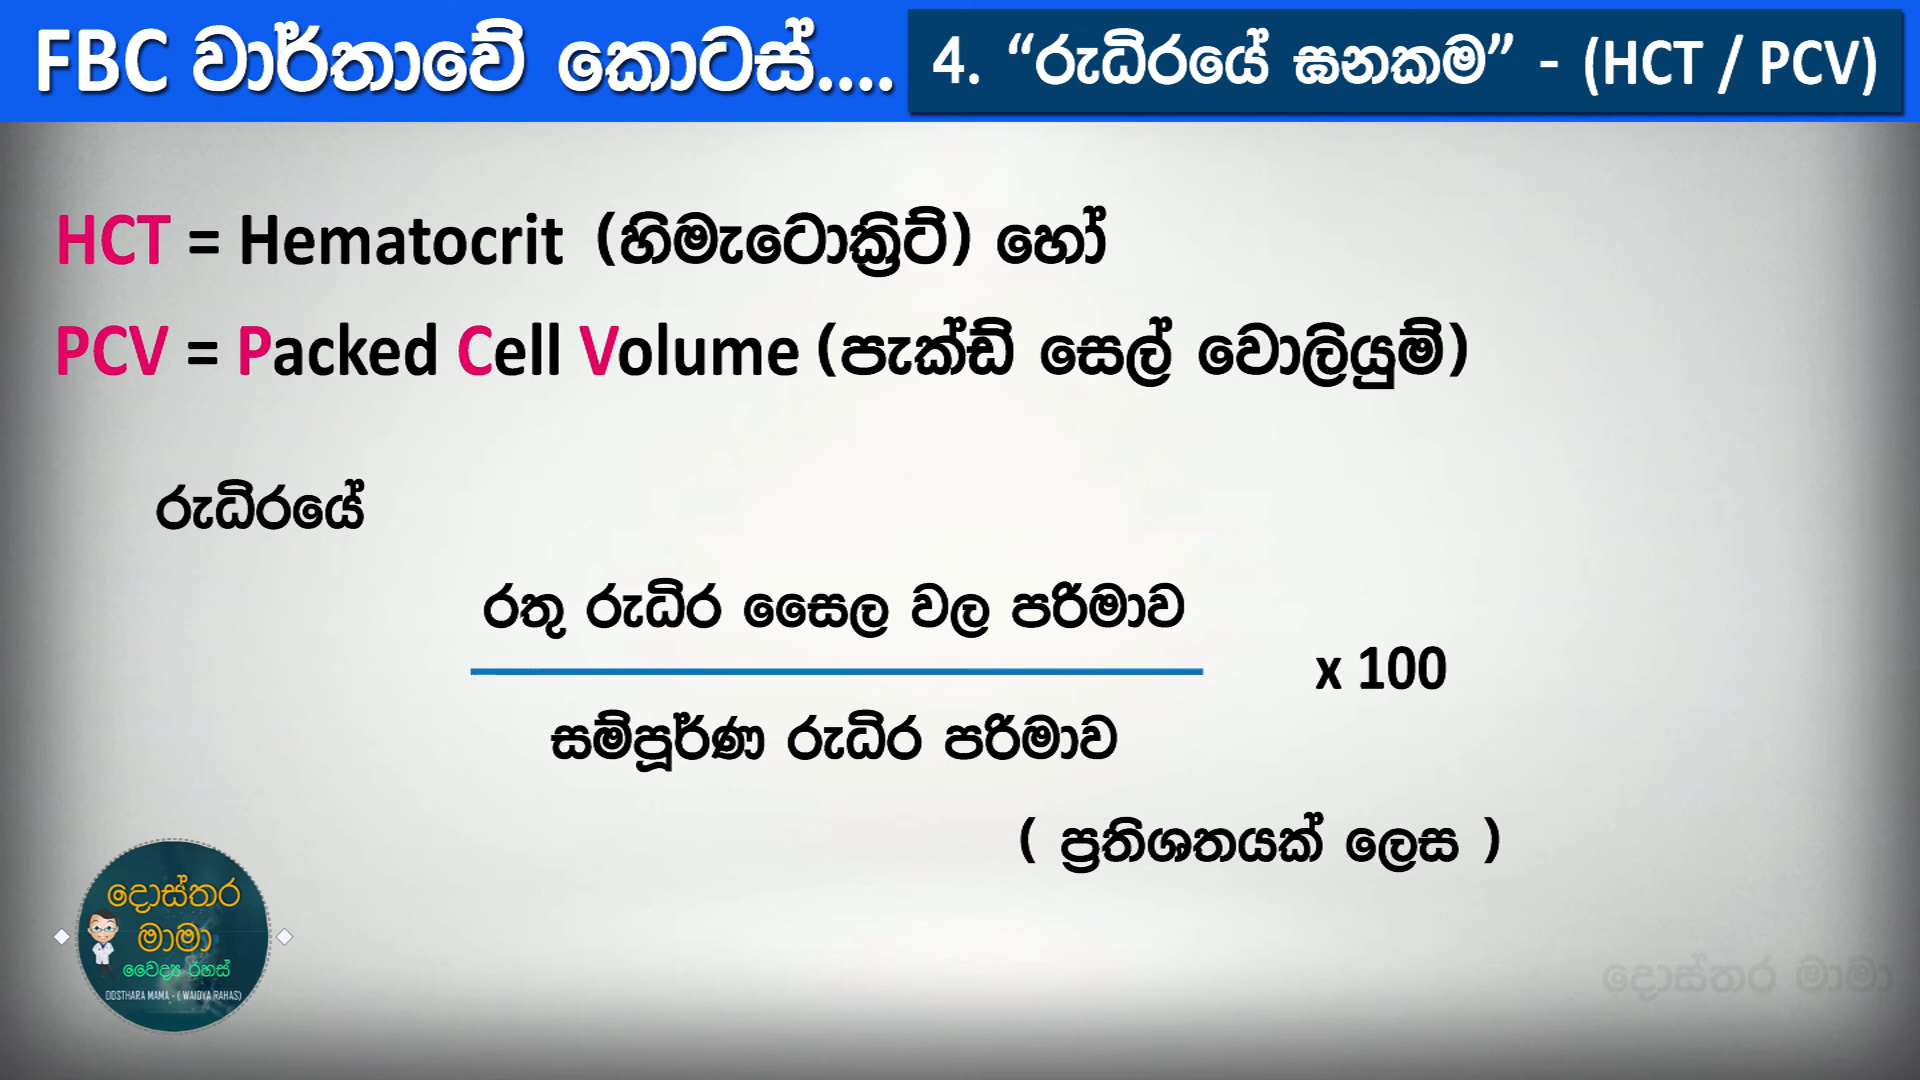 FBC වාර්තාවේ කොටස්....
4. “රුධිරයේ ඝනකම” - (HCT / PCV)
HCT = Hematocrit (හිමැටොක්‍රිට්) හෝ
PCV = Packed Cell Volume (පැක්ඩ් සෙල් වොලියුම්)
රුධිරයේ
රතු රුධිර සෛල වල පරිමාව
x 100
සම්පූර්ණ රුධිර පරිමාව
( ප්‍රතිශතයක් ලෙස )
දොස්තර
මාමා
වෛද්‍ය රහස්
DOSTHARA MAMA - ( WAIDYA RAHAS)
දොස්තර මාමා